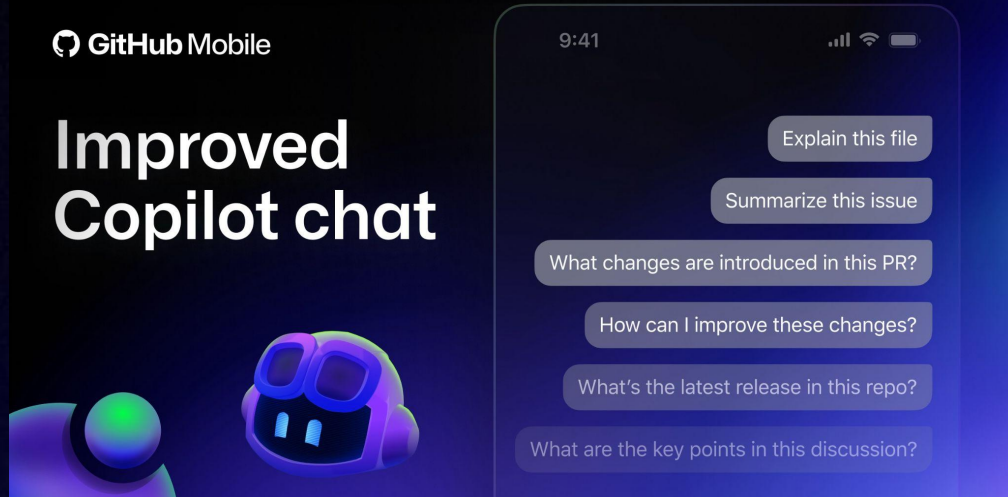 GitHub Mobile
Improved
Copilot chat
9:41
Explain this file
Summarize this issue
What changes are introduced in this PR?
How can I improve these changes?
What’s the latest release in this repo?
What are the key points in this discussion?